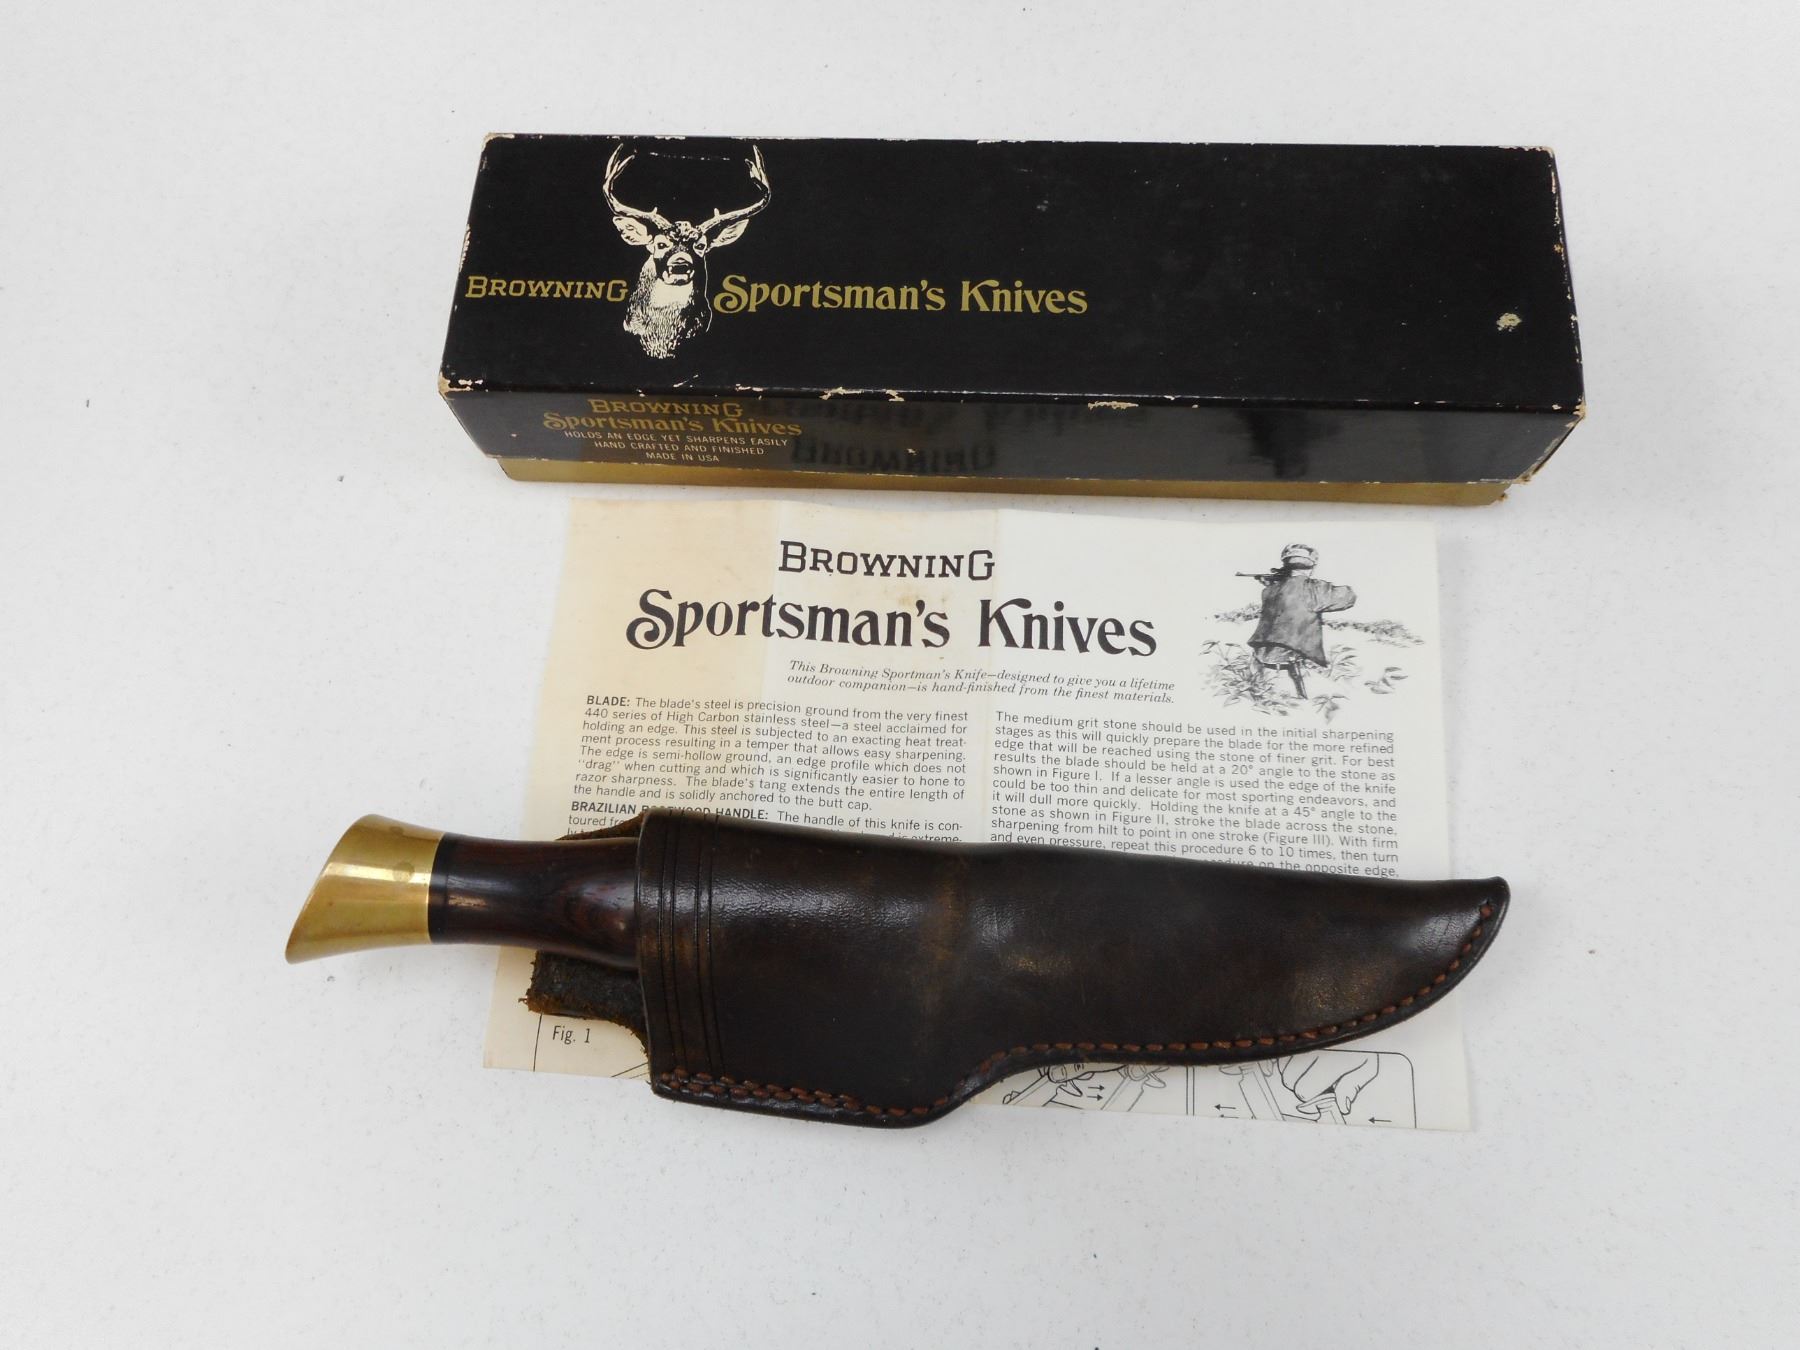 BROWNING Sportsman's Knives
BROWNING
Sportsman's Knives
HOLDS AN EDGE YET SHARPENS EASILY
HAND CRAFTED AND FINISHED
MADE IN USA
BROWNING
Sportsman's Knives
This Browning Sportman's Knife—designed to give you a lifetime
outdoor companion—is hand-finished from the finest materials.
BLADE: The blade's steel is precision ground from the very finest
440 series of High Carbon stainless steel—a steel acclaimed for
holding an edge. This steel is subjected to an exacting heat treat-
ment process resulting in a temper that allows easy sharpening.
The edge is semi-hollow ground, an edge profile which does not
"drag" when cutting and which is significantly easier to hone to
razor sharpness. The blade's tang extends the entire length of
the handle and is solidly anchored to the butt cap.
BRAZILIAN ROSEWOOD HANDLE: The handle of this knife is con-
toured
The medium grit stone should be used in the initial sharpening
stages as this will quickly prepare the blade for the more refined
edge that will be reached using the stone of finer grit. For best
results the blade should be held at a 20° angle to the stone as
shown in Figure I. If a lesser angle is used the edge of the knife
could be too thin and delicate for most sporting endeavors, and
it will dull more quickly. Holding the knife at a 45° angle to the
stone as shown in Figure II, stroke the blade across the stone,
sharpening from hilt to point in one stroke (Figure III). With firm
and even pressure, repeat this procedure 6 to 10 times, then turn
on the opposite edge,
Fig. 1